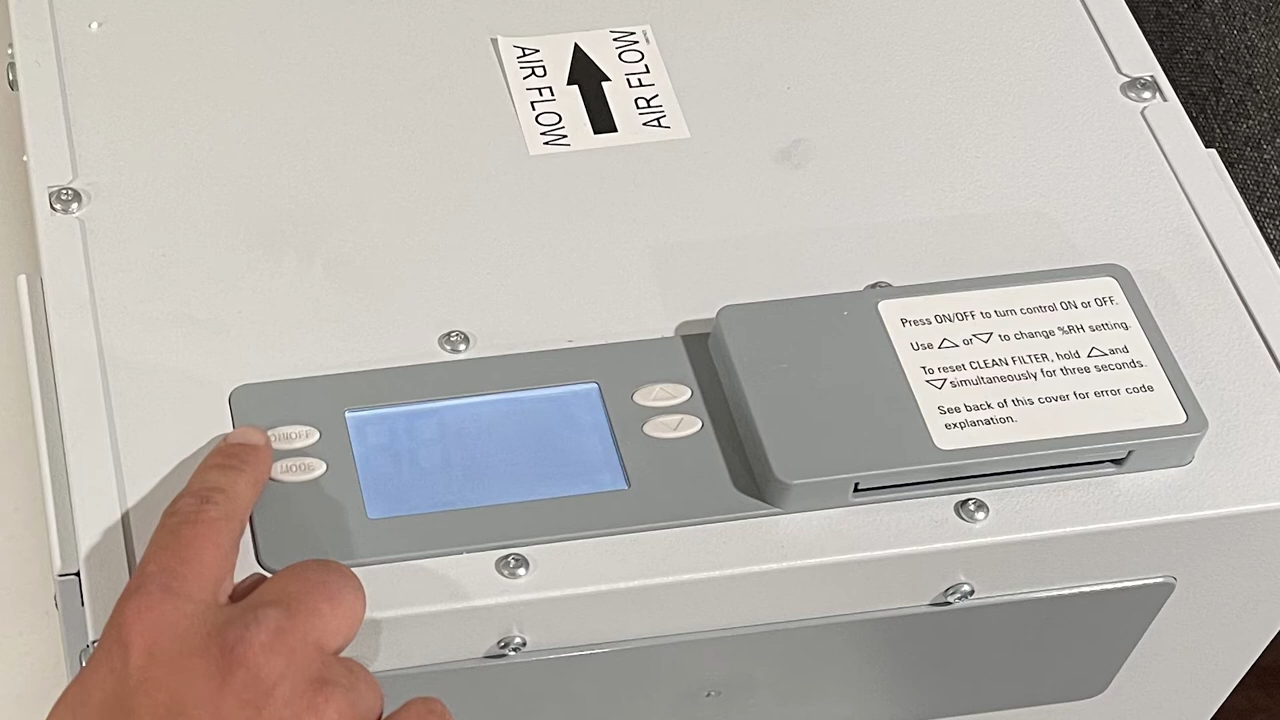 AIR FLOW
AIR FLOW
ON/OFF
MODE
Press ON/OFF to turn control ON or OFF.
Use △ or ▽ to change %RH setting.
To reset CLEAN FILTER, hold △ and
▽ simultaneously for three seconds.
See back of this cover for error code
explanation.